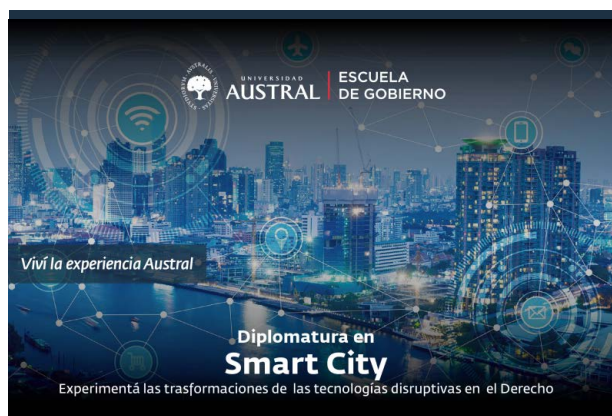 UNIVERSIDAD
AUSTRAL
ESCUELA
DE GOBIERNO
Viví la experiencia Austral
Diplomatura en
Smart City
Experimentá las trasformaciones de las tecnologías disruptivas en el Derecho